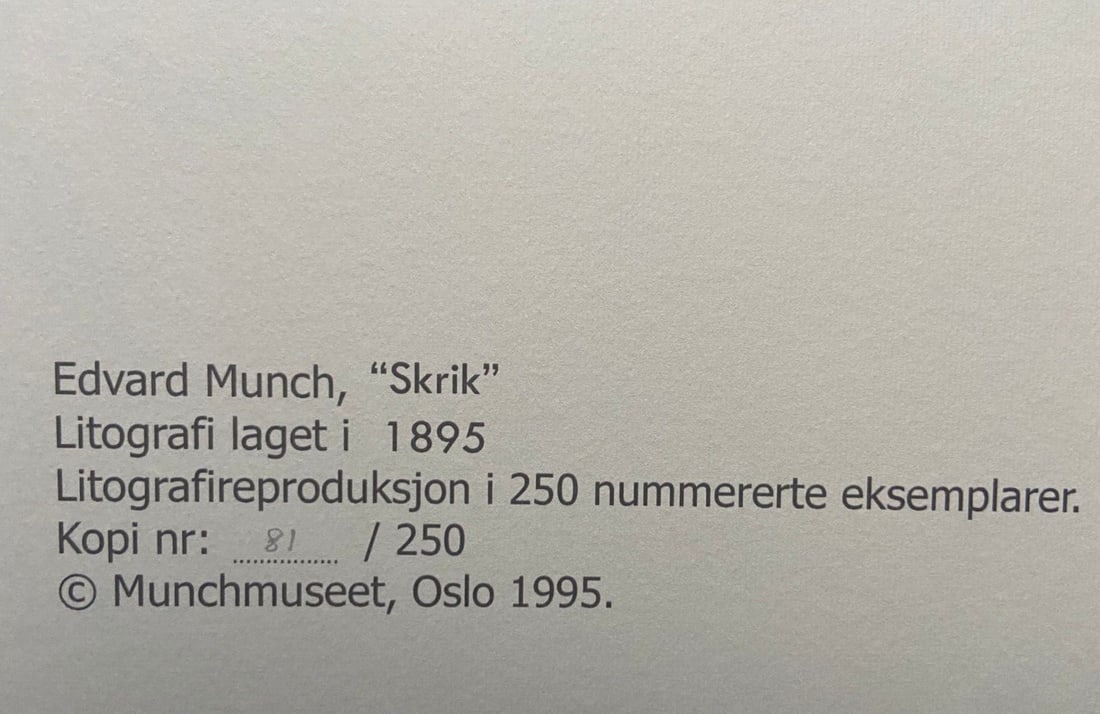 Edvard Munch, “Skrik”
Litografi laget i 1895
Litografireproduksjon i 250 nummererte eksemplarer.
Kopi nr: 81 / 250
© Munchmuseet, Oslo 1995.